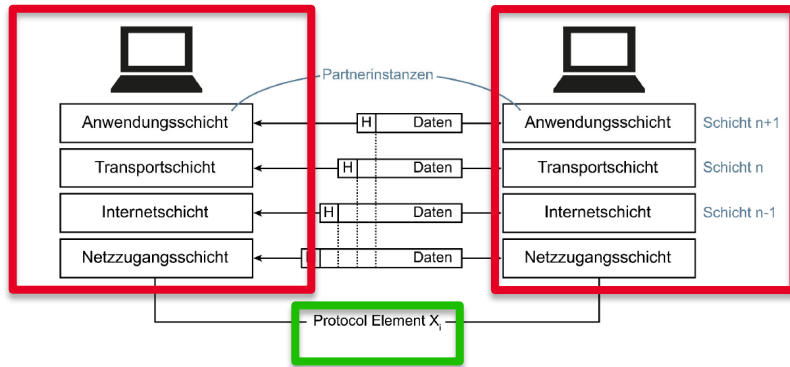 Partnerinstanzen
Anwendungsschicht H Daten Anwendungsschicht Schicht n+1
Transportschicht H Daten Transportschicht Schicht n
Internetschicht H Daten Internetschicht Schicht n-1
Netzzugangsschicht Daten Netzzugangsschicht
Protocol Element Xi